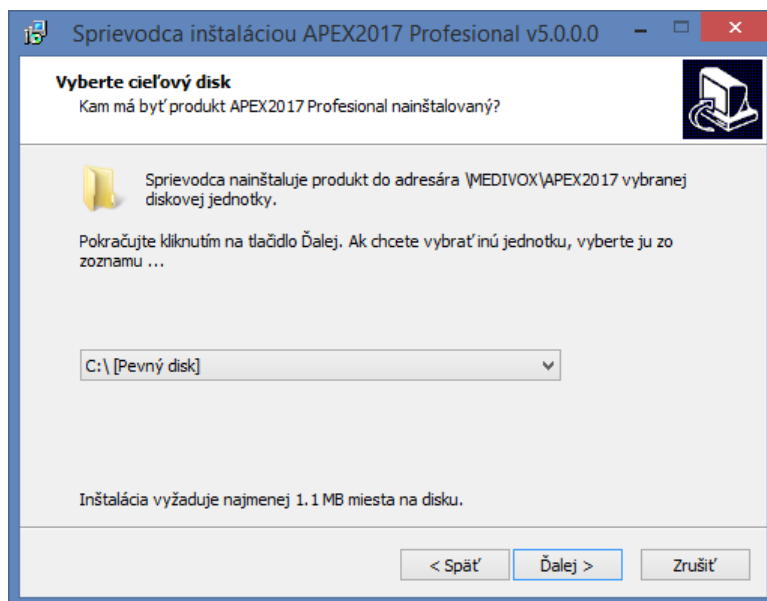 Sprievodca inštaláciou APEX2017 Profesional v5.0.0.0
Vyberte cieľový disk
Kam má byť produkt APEX2017 Profesional nainštalovaný?
Sprievodca nainštaluje produkt do adresára \MEDIVOX\APEX2017 vybranej
diskovej jednotky.
Pokračujte kliknutím na tlačidlo Ďalej. Ak chcete vybrať inú jednotku, vyberte ju zo
zoznamu ...
C:\ [Pevný disk]
Inštalácia vyžaduje najmenej 1.1 MB miesta na disku.
< Späť
Ďalej >
Zrušiť